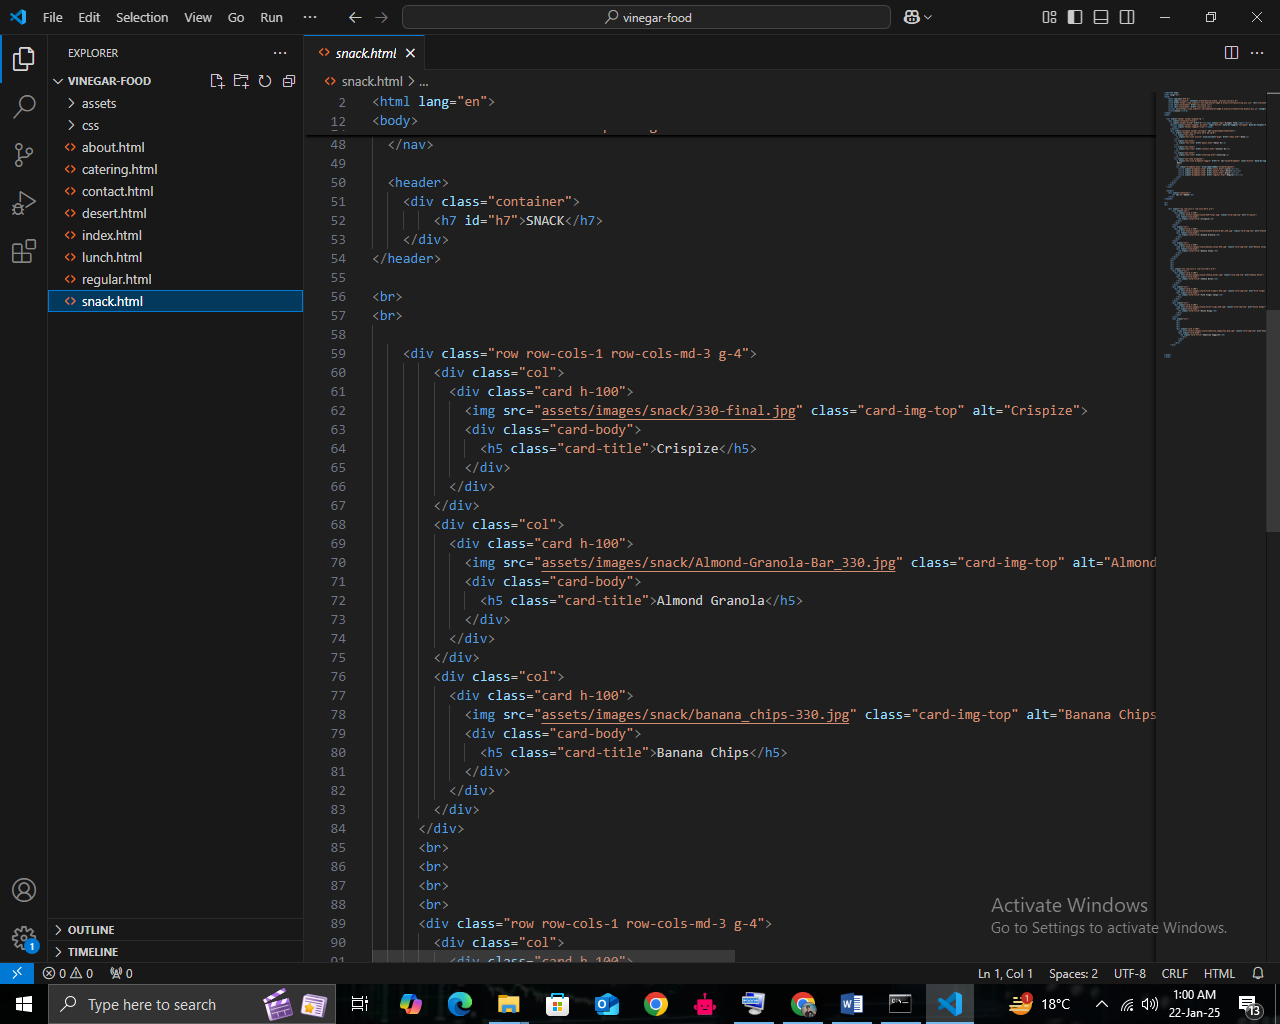 File Edit Selection View Go Run ···
vinegar-food
EXPLORER
VINEGAR-FOOD
assets
css
about.html
catering.html
contact.html
desert.html
index.html
lunch.html
regular.html
snack.html
OUTLINE
TIMELINE
snack.html
snack.html > ...
2 <html lang="en">
12 <body>
48 </nav>
49
50 <header>
51 <div class="container">
52 <h7 id="h7">SNACK</h7>
53 </div>
54 </header>
55
56 <br>
57 <br>
58
59 <div class="row row-cols-1 row-cols-md-3 g-4">
60 <div class="col">
61 <div class="card h-100">
62 <img src="assets/images/snack/330-final.jpg" class="card-img-top" alt="Crispize">
63 <div class="card-body">
64 <h5 class="card-title">Crispize</h5>
65 </div>
66 </div>
67 </div>
68 <div class="col">
69 <div class="card h-100">
70 <img src="assets/images/snack/Almond-Granola-Bar_330.jpg" class="card-img-top" alt="Almond
71 <div class="card-body">
72 <h5 class="card-title">Almond Granola</h5>
73 </div>
74 </div>
75 </div>
76 <div class="col">
77 <div class="card h-100">
78 <img src="assets/images/snack/banana_chips-330.jpg" class="card-img-top" alt="Banana Chips
79 <div class="card-body">
80 <h5 class="card-title">Banana Chips</h5>
81 </div>
82 </div>
83 </div>
84 </div>
85 <br>
86 <br>
87 <br>
88 <br>
89 <div class="row row-cols-1 row-cols-md-3 g-4">
90 <div class="col">
91 <div class="card h-100">
Activate Windows
Go to Settings to activate Windows.
1
0 0 0
Ln 1, Col 1 Spaces: 2 UTF-8 CRLF HTML
Type here to search
1 18°C
1:00 AM
22-Jan-25
13